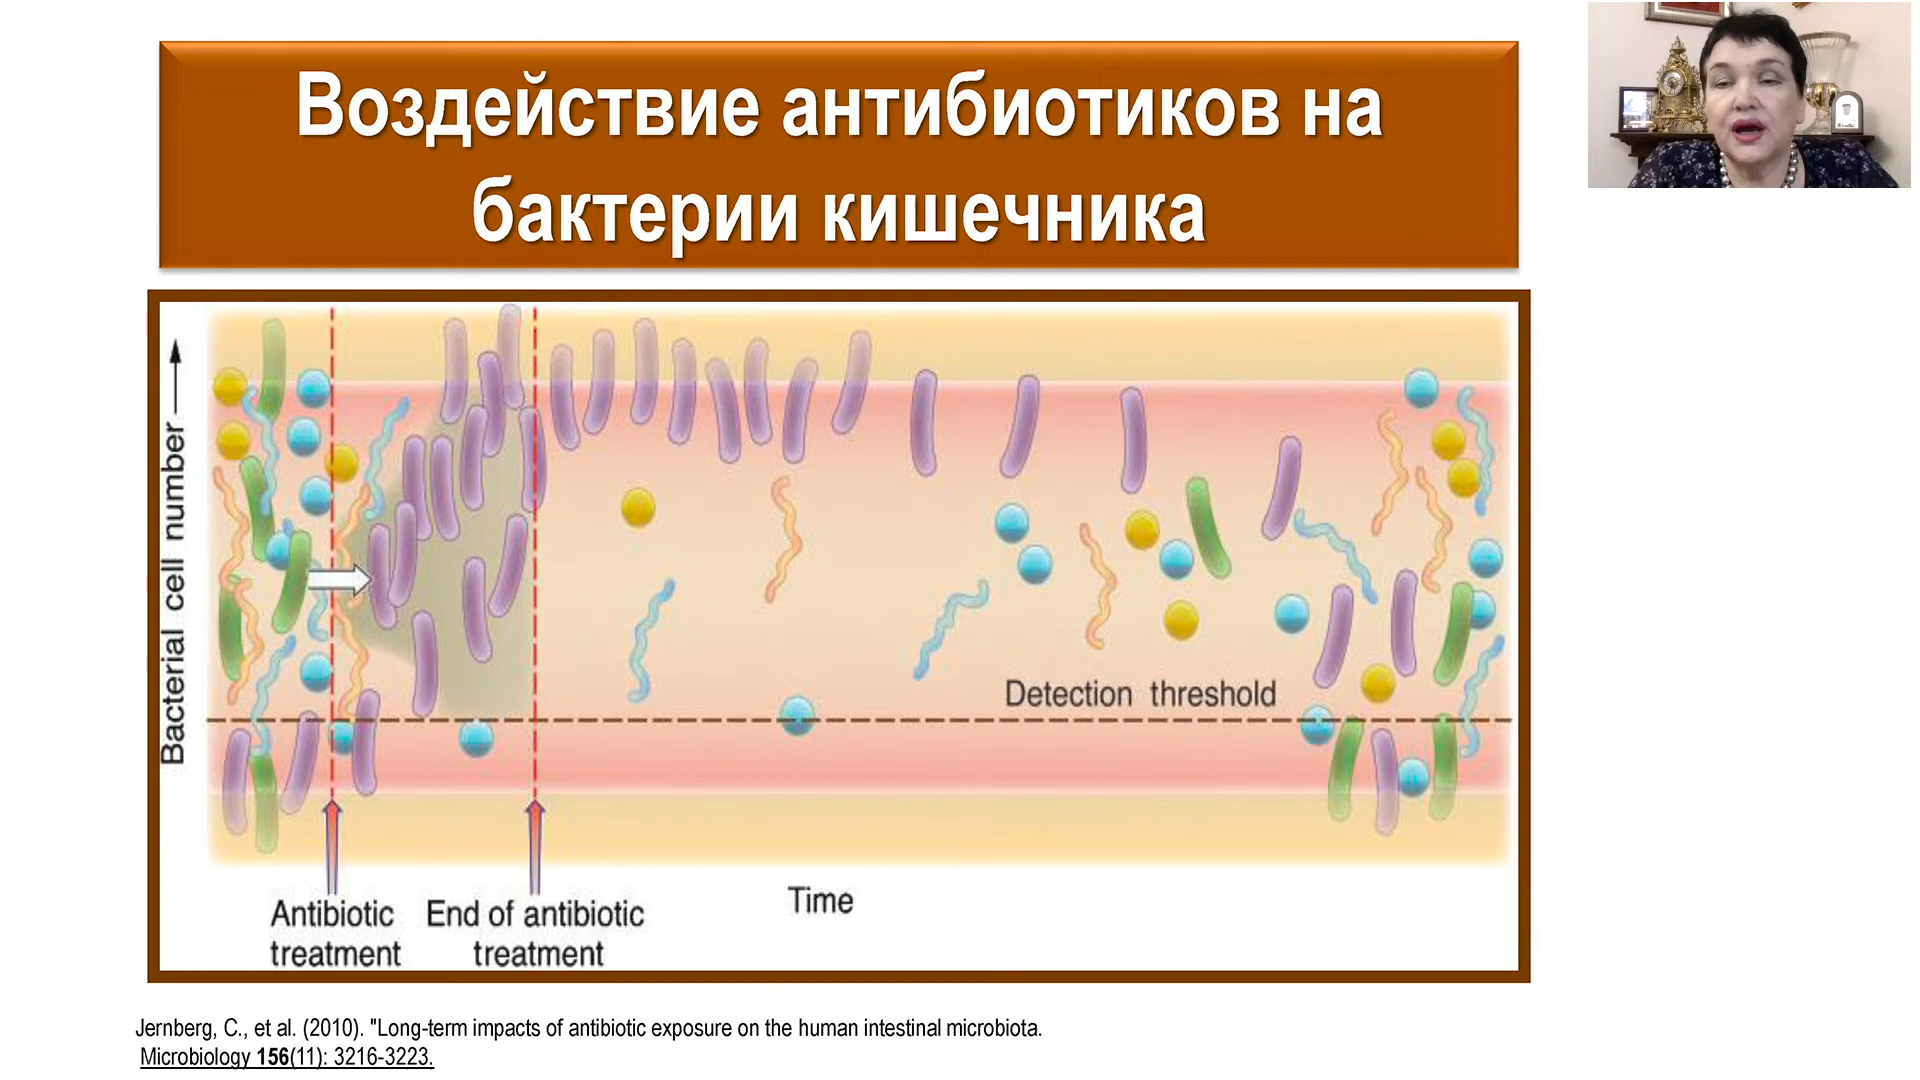 Воздействие антибиотиков на
бактерии кишечника
Bacterial cell number
Detection threshold
Antibiotic
treatment
End of antibiotic
treatment
Time
Jernberg, C., et al. (2010). "Long-term impacts of antibiotic exposure on the human intestinal microbiota.
Microbiology 156(11): 3216-3223.